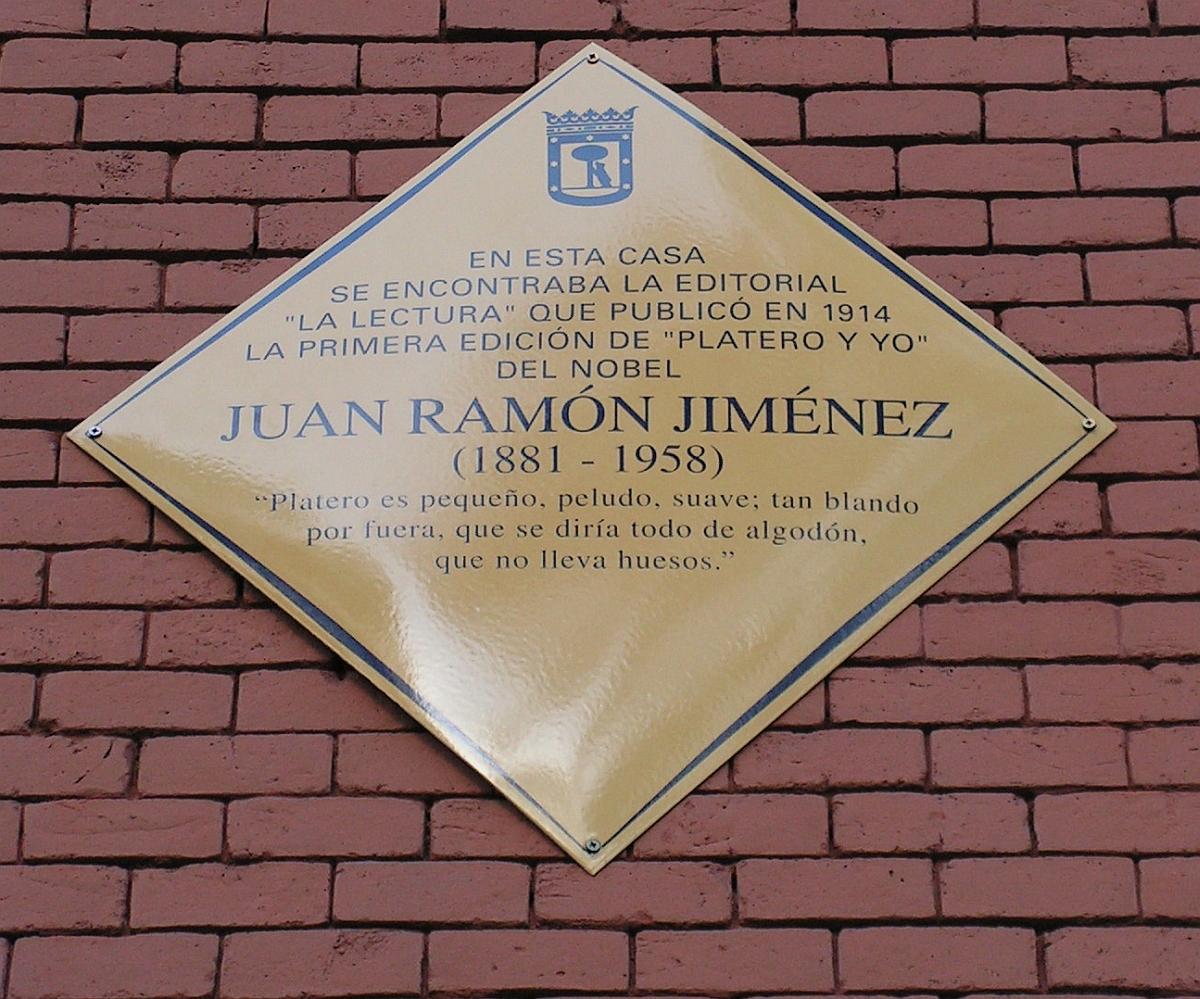 EN ESTA CASA
SE ENCONTRABA LA EDITORIAL
"LA LECTURA" QUE PUBLICÓ EN 1914
LA PRIMERA EDICIÓN DE "PLATERO Y YO"
DEL NOBEL
JUAN RAMÓN JIMÉNEZ
(1881 - 1958)
“Platero es pequeño, peludo, suave; tan blando
por fuera, que se diría todo de algodón,
que no lleva huesos.”